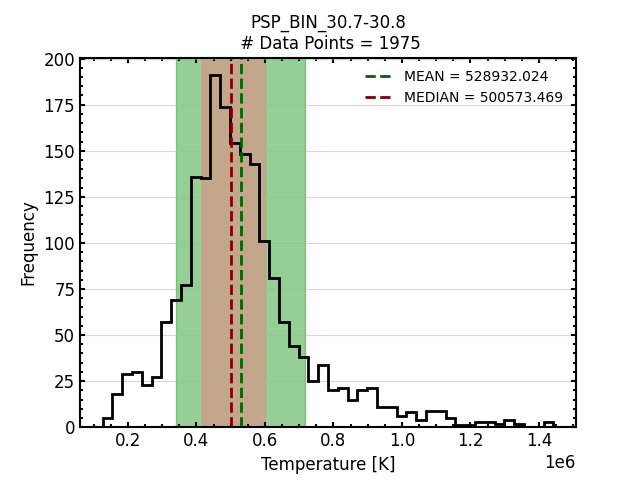 PSP_BIN_30.7-30.8
# Data Points = 1975
MEAN = 528932.024
MEDIAN = 500573.469
Frequency
200
175
150
125
100
75
50
25
0
0.2 0.4 0.6 0.8 1.0 1.2 1.4
1e6
Temperature [K]